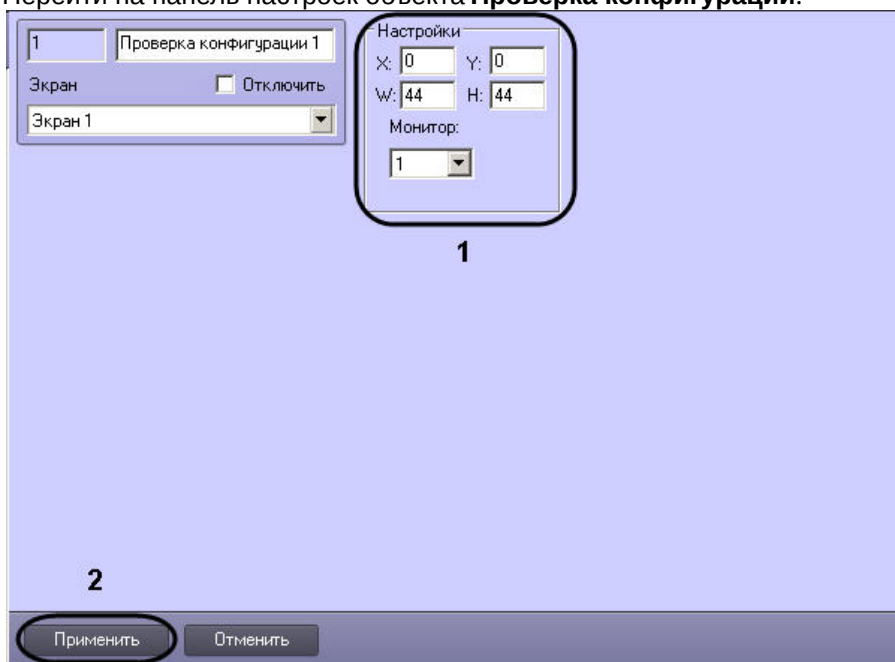 Перейти на панель настроек объекта Проверка конфигурации.
1 Проверка конфигурации 1
Экран Отключить
Экран 1
Настройки
X: 0 Y: 0
W: 44 H: 44
Монитор:
1
1
2
Применить Отменить